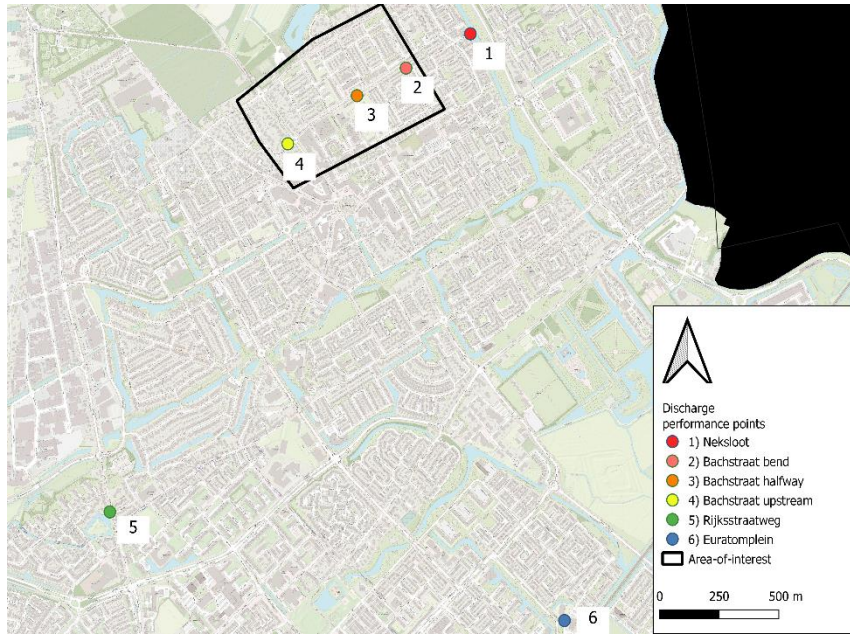 1
2
3
4
5
6
Discharge
performance points
1) Neksloot
2) Bachstraat bend
3) Bachstraat halfway
4) Bachstraat upstream
5) Rijksstraatweg
6) Euratomplein
Area-of-interest
0 250 500 m